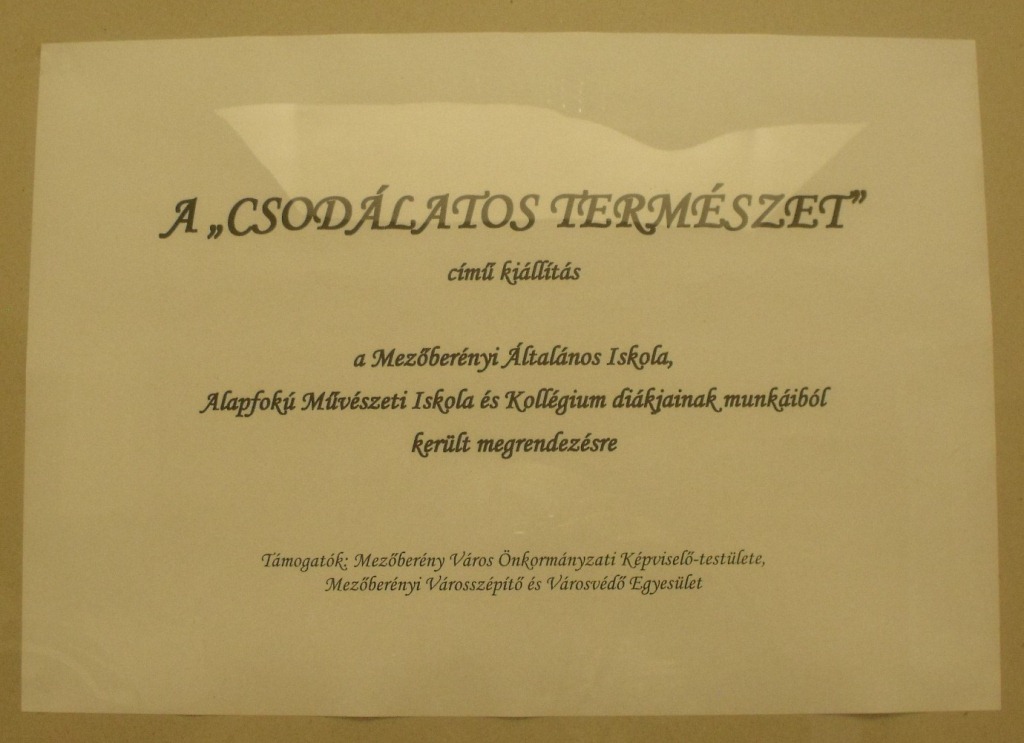 A „CSODÁLATOS TERMÉSZET”
című kiállítás
a Mezőberényi Általános Iskola,
Alapfokú Művészeti Iskola és Kollégium diákjainak munkáiból
került megrendezésre
Támogatók: Mezőberény Város Önkormányzati Képviselő-testülete,
Mezőberényi Városszépítő és Városvédő Egyesület